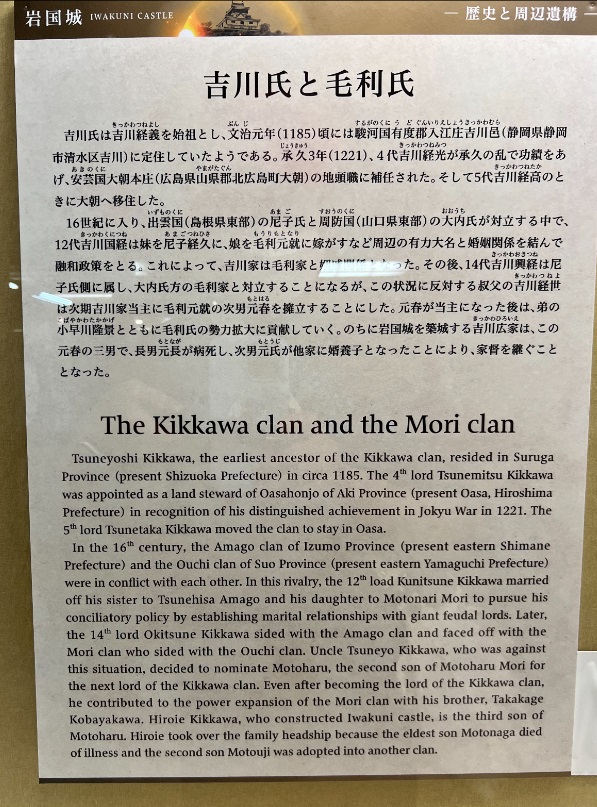 岩国城 IWAKUNI CASTLE
― 歴史と周辺遺構 ―
吉川氏と毛利氏
吉川氏は吉川経義を始祖とし、文治元年(1185)頃には駿河国有度郡入江庄吉川邑(静岡県静岡
市清水区吉川)に定住していたようである。承久3年(1221)、4代吉川経光が承久の乱で功績をあ
げ、安芸国大朝本庄(広島県山県郡北広島町大朝)の地頭職に補任された。そして5代吉川経高のと
きに大朝へ移住した。
16世紀に入り、出雲国(島根県東部)の尼子氏と周防国(山口県東部)の大内氏が対立する中で、
12代吉川国経は妹を尼子経久に、娘を毛利元就に嫁がすなど周辺の有力大名と婚姻関係を結んで
融和政策をとる。これによって、吉川家は毛利家と となった。その後、14代吉川興経は尼
子氏側に属し、大内氏方の毛利家と対立することになるが、この状況に反対する叔父の吉川経世
は次期吉川家当主に毛利元就の次男元春を擁立することにした。元春が当主になった後は、弟の
小早川隆景とともに毛利氏の勢力拡大に貢献していく。のちに岩国城を築城する吉川広家は、この
元春の三男で、長男元長が病死し、次男元氏が他家に婿養子となったことにより、家督を継ぐこと
となった。
The Kikkawa clan and the Mori clan
Tsuneyoshi Kikkawa, the earliest ancestor of the Kikkawa clan, resided in Suruga
Province (present Shizuoka Prefecture) in circa 1185. The 4th lord Tsunemitsu Kikkawa
was appointed as a land steward of Oasahonjo of Aki Province (present Oasa, Hiroshima
Prefecture) in recognition of his distinguished achievement in Jokyu War in 1221. The
5th lord Tsunetaka Kikkawa moved the clan to stay in Oasa.
In the 16th century, the Amago clan of Izumo Province (present eastern Shimane
Prefecture) and the Ouchi clan of Suo Province (present eastern Yamaguchi Prefecture)
were in conflict with each other. In this rivalry, the 12th load Kunitsune Kikkawa married
off his sister to Tsunehisa Amago and his daughter to Motonari Mori to pursue his
conciliatory policy by establishing marital relationships with giant feudal lords. Later,
the 14th lord Okitsune Kikkawa sided with the Amago clan and faced off with the
Mori clan who sided with the Ouchi clan. Uncle Tsuneyo Kikkawa, who was against
this situation, decided to nominate Motoharu, the second son of Motoharu Mori for
the next lord of the Kikkawa clan. Even after becoming the lord of the Kikkawa clan,
he contributed to the power expansion of the Mori clan with his brother, Takakage
Kobayakawa. Hiroie Kikkawa, who constructed Iwakuni castle, is the third son of
Motoharu. Hiroie took over the family headship because the eldest son Motonaga died
of illness and the second son Motouji was adopted into another clan.